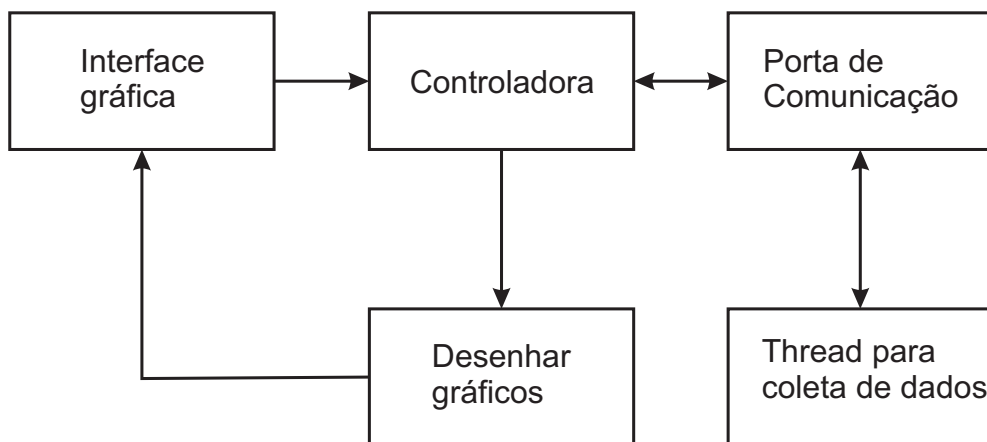 Interface
gráfica
Controladora
Porta de
Comunicação
Desenhar
gráficos
Thread para
coleta de dados